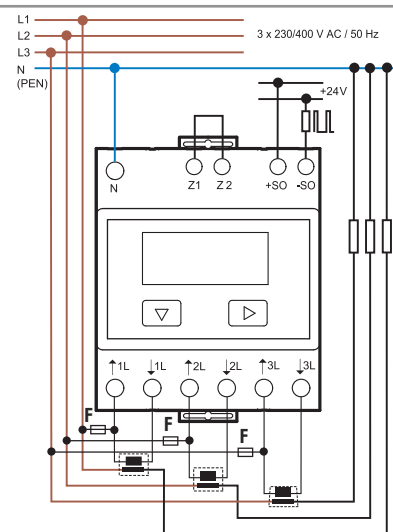 L1
L2
L3
N
(PEN)
3 x 230/400 V AC / 50 Hz
+24V
N
Z1
Z2
+SO
-SO
↑1L
↓1L
↑2L
↓2L
↑3L
↓3L
F
F
F